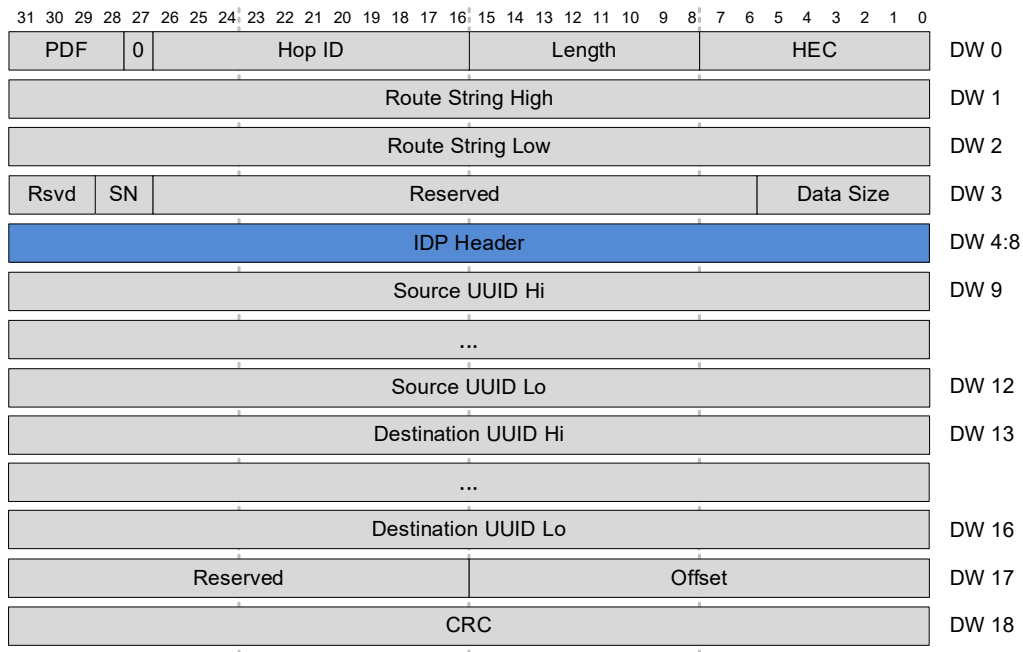 31 30 29 28 27 26 25 24 23 22 21 20 19 18 17 16 15 14 13 12 11 10 9 8 7 6 5 4 3 2 1 0
PDF 0 Hop ID Length HEC DW 0
Route String High DW 1
Route String Low DW 2
Rsvd SN Reserved Data Size DW 3
IDP Header DW 4:8
Source UUID Hi DW 9
...
Source UUID Lo DW 12
Destination UUID Hi DW 13
...
Destination UUID Lo DW 16
Reserved Offset DW 17
CRC DW 18